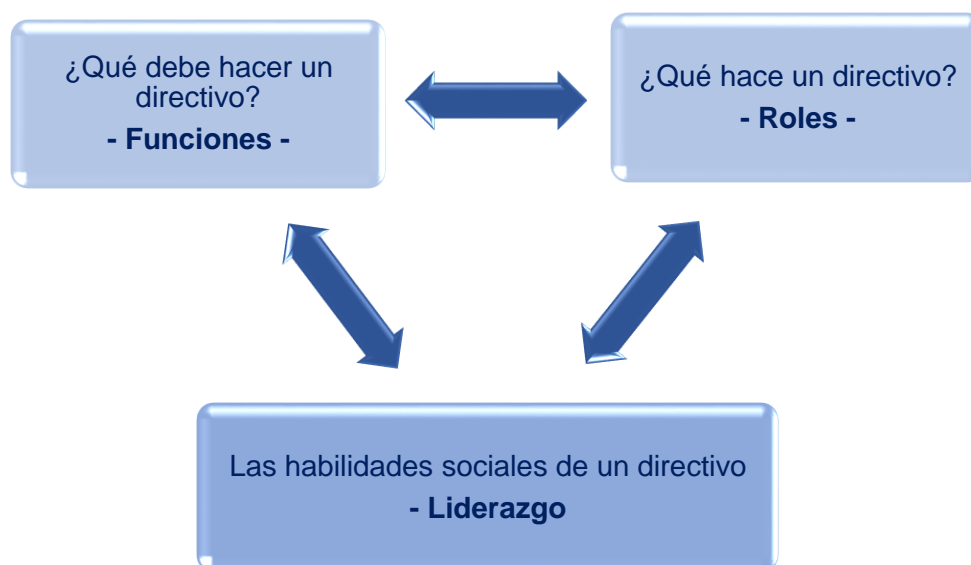 ¿Qué debe hacer un
directivo?
- Funciones -
¿Qué hace un directivo?
- Roles -
Las habilidades sociales de un directivo
- Liderazgo